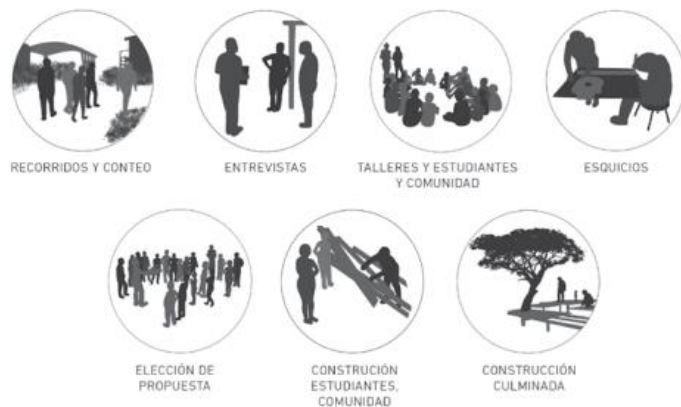 RECORRIDOS Y CONTEO
ENTREVISTAS
TALLERES Y ESTUDIANTES
Y COMUNIDAD
ESQUICIOS
ELECCIÓN DE
PROPUESTA
CONSTRUCIÓN
ESTUDIANTES,
COMUNIDAD
CONSTRUCCIÓN
CULMINADA